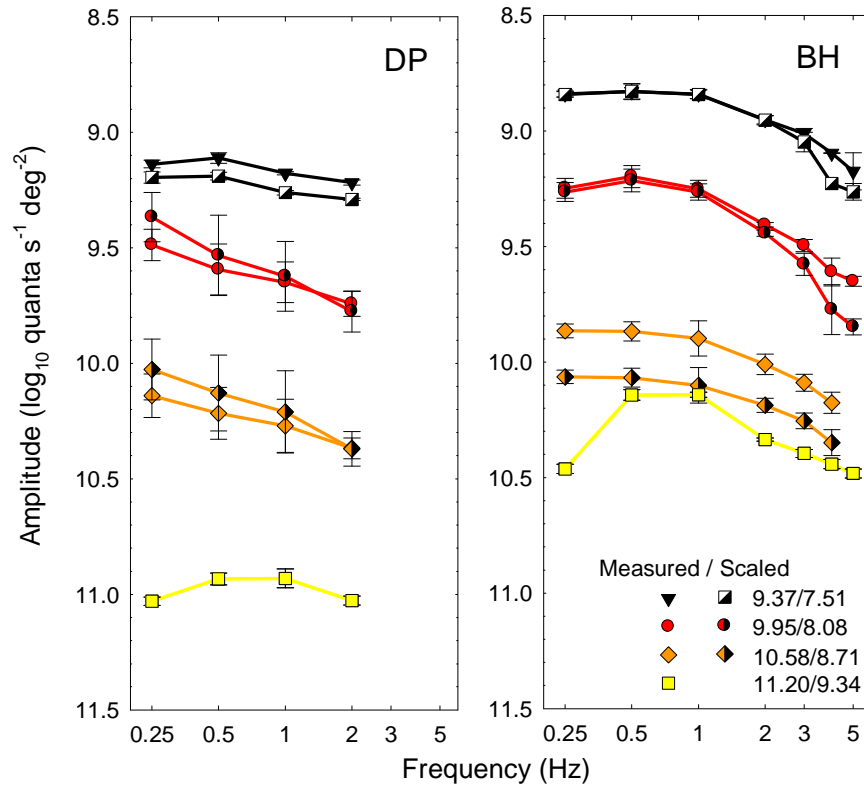 DP
BH
8.5
9.0
9.5
10.0
10.5
11.0
11.5
8.5
9.0
9.5
10.0
10.5
11.0
11.5
Amplitude (log10 quanta s-1 deg-2)
Measured / Scaled
9.37/7.51
9.95/8.08
10.58/8.71
11.20/9.34
0.25 0.5 1 2 5
0.25 0.5 1 2 3 5
Frequency (Hz)